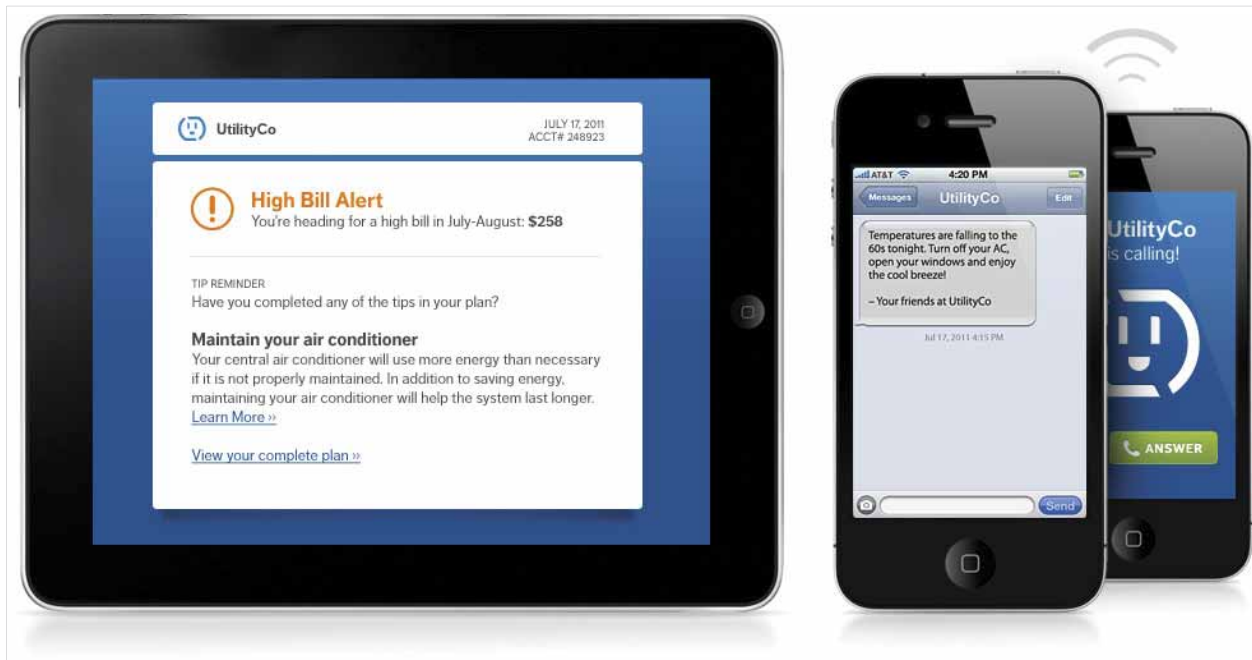 UtilityCo
JULY 17, 2011
ACCT# 248923
High Bill Alert
You're heading for a high bill in July-August: $258
TIP REMINDER
Have you completed any of the tips in your plan?
Maintain your air conditioner
Your central air conditioner will use more energy than necessary
if it is not properly maintained. In addition to saving energy,
maintaining your air conditioner will help the system last longer.
Learn More »
View your complete plan »
AT&T
4:20 PM
Messages
UtilityCo
Edit
Temperatures are falling to the
60s tonight. Turn off your AC,
open your windows and enjoy
the cool breeze!
– Your friends at UtilityCo
Jul 17, 2011 4:15 PM
Send
UtilityCo
is calling!
ANSWER